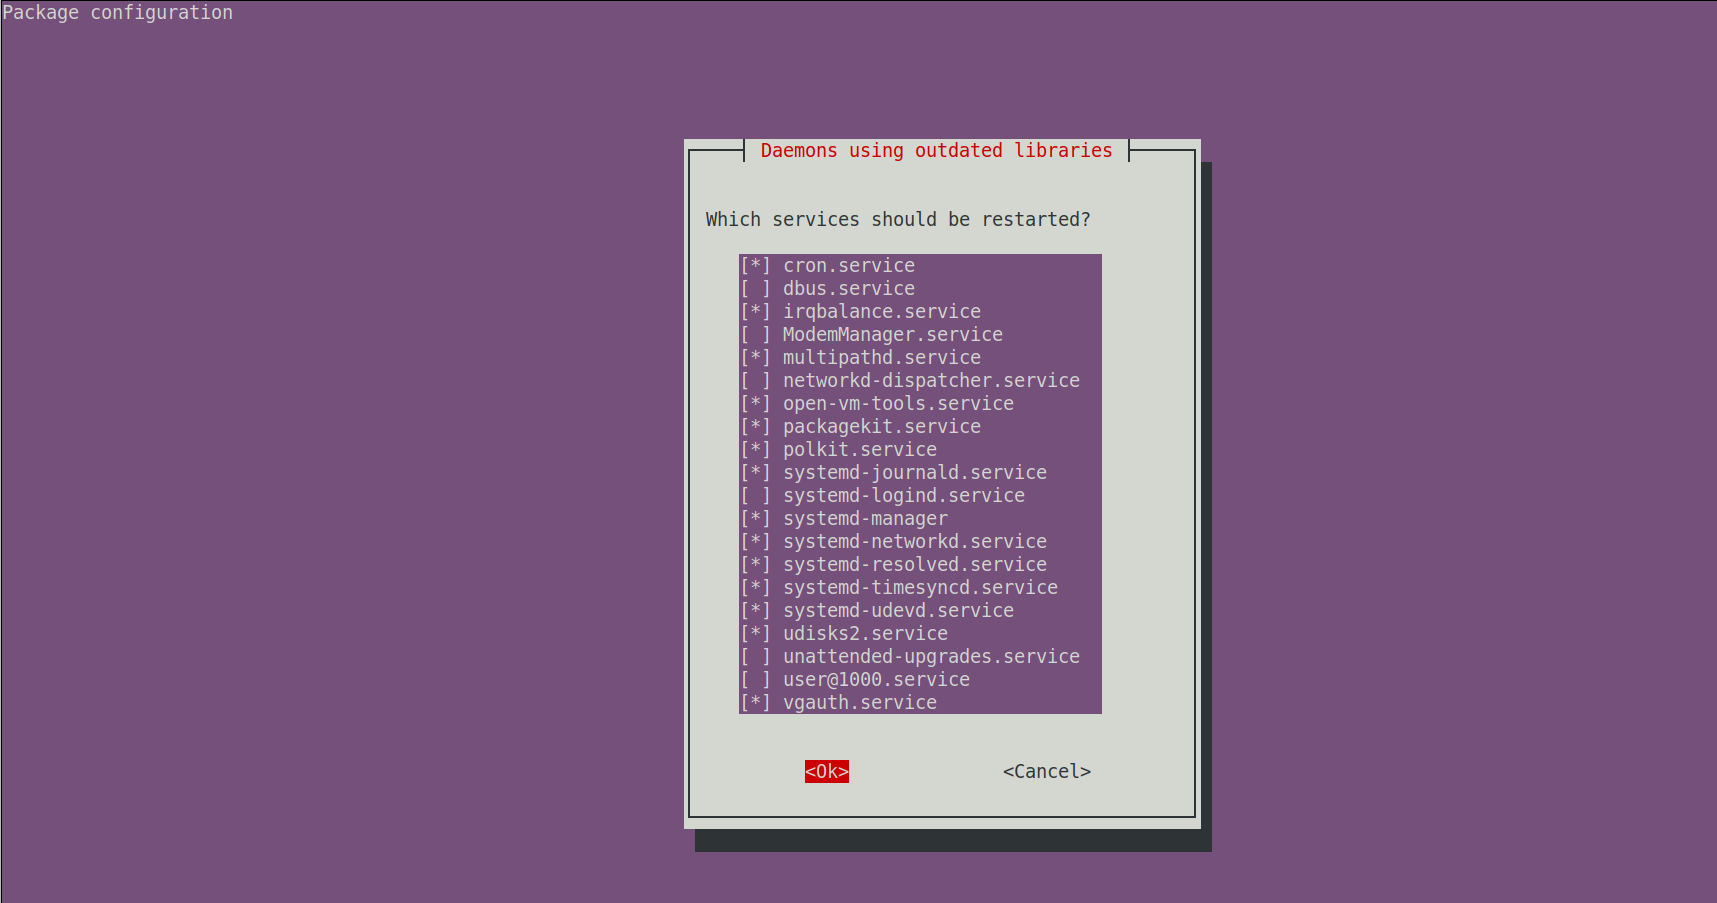 Package configuration
Daemons using outdated libraries
Which services should be restarted?
[*] cron.service
[ ] dbus.service
[*] irqbalance.service
[ ] ModemManager.service
[*] multipathd.service
[ ] networkd-dispatcher.service
[*] open-vm-tools.service
[*] packagekit.service
[*] polkit.service
[*] systemd-journald.service
[ ] systemd-logind.service
[*] systemd-manager
[*] systemd-networkd.service
[*] systemd-resolved.service
[*] systemd-timesyncd.service
[*] systemd-udevd.service
[*] udisks2.service
[ ] unattended-upgrades.service
[ ] user@1000.service
[*] vgauth.service
<Ok> <Cancel>